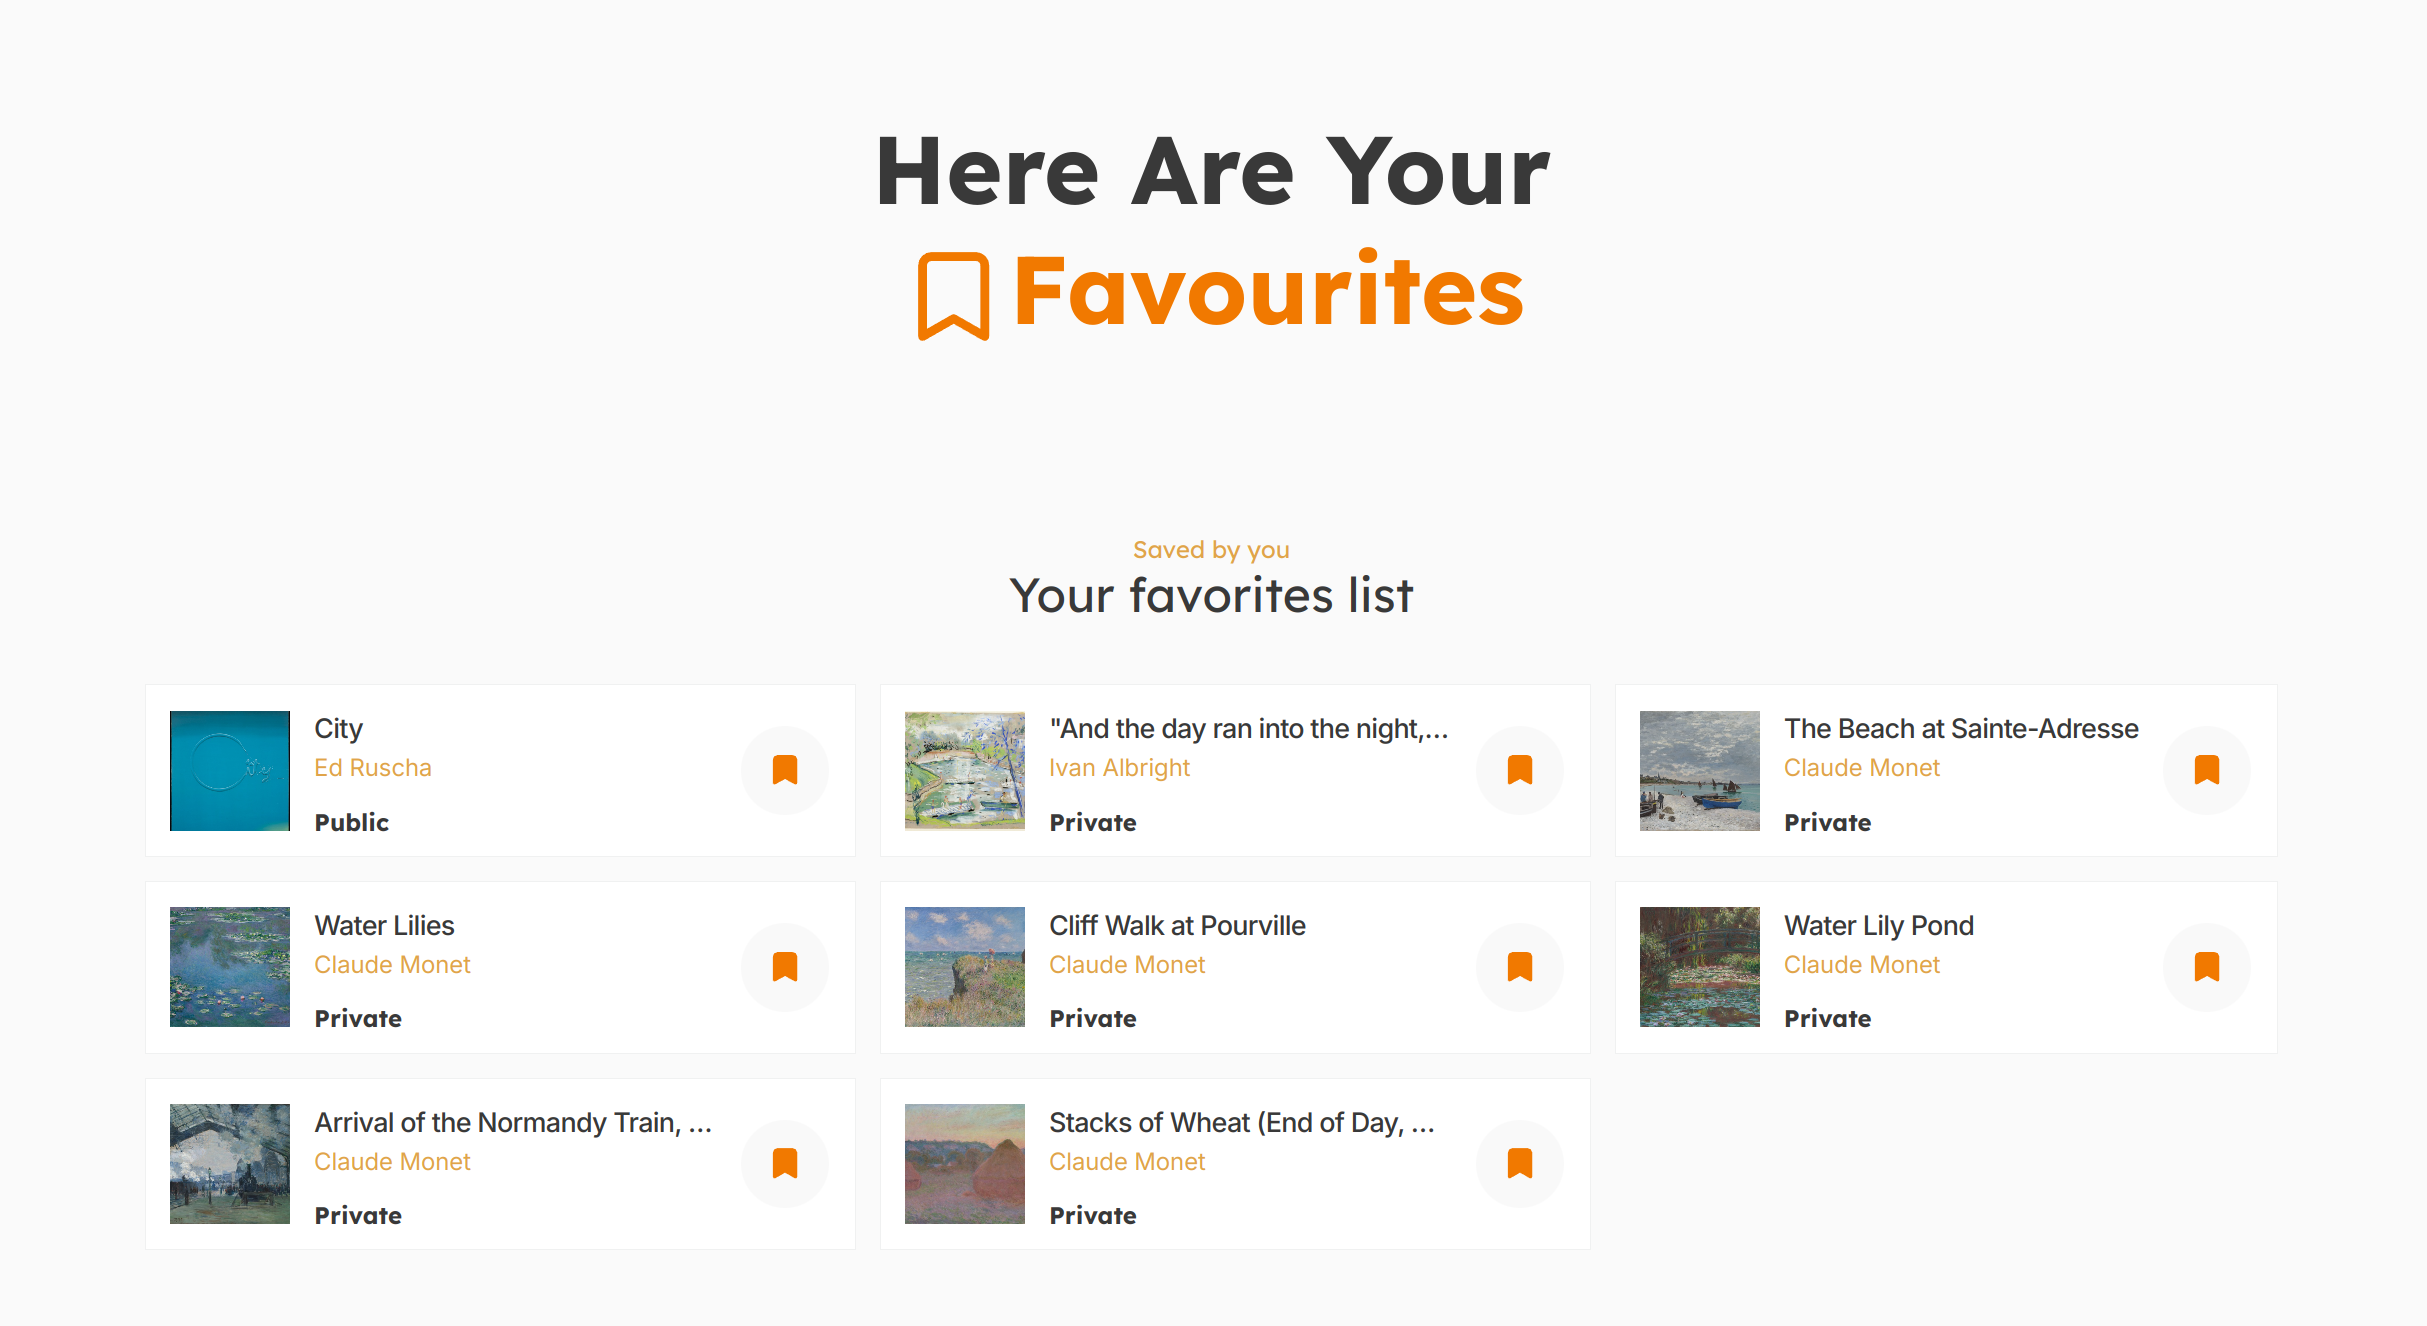 Here Are Your
Favourites
Saved by you
Your favorites list
City
Ed Ruscha
Public
"And the day ran into the night,...
Ivan Albright
Private
The Beach at Sainte-Adresse
Claude Monet
Private
Water Lilies
Claude Monet
Private
Cliff Walk at Pourville
Claude Monet
Private
Water Lily Pond
Claude Monet
Private
Arrival of the Normandy Train, ...
Claude Monet
Private
Stacks of Wheat (End of Day, ...
Claude Monet
Private